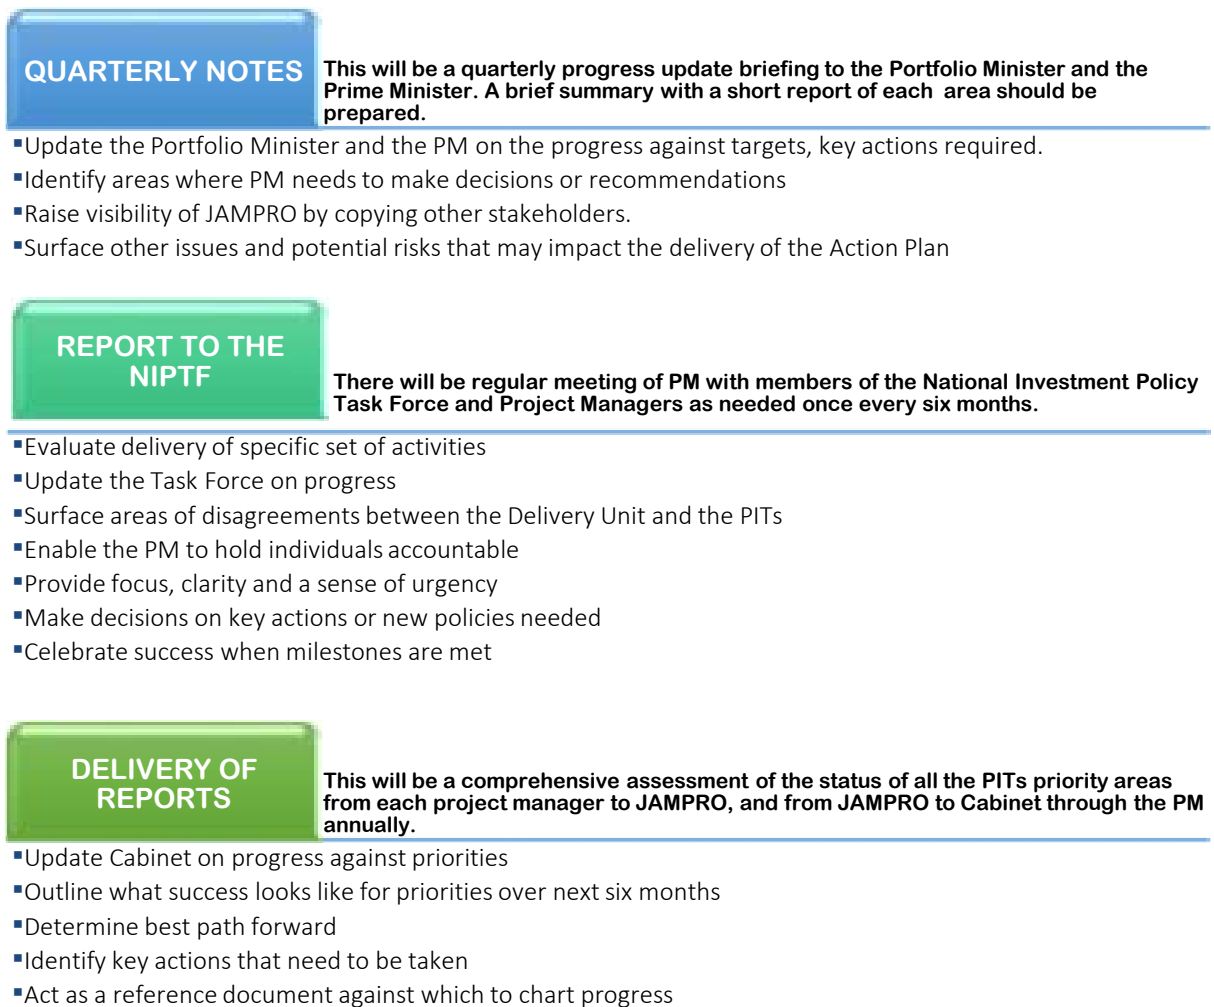 QUARTERLY NOTES
This will be a quarterly progress update briefing to the Portfolio Minister and the
Prime Minister. A brief summary with a short report of each area should be
prepared.
▪Update the Portfolio Minister and the PM on the progress against targets, key actions required.
▪Identify areas where PM needs to make decisions or recommendations
▪Raise visibility of JAMPRO by copying other stakeholders.
▪Surface other issues and potential risks that may impact the delivery of the Action Plan
REPORT TO THE
NIPTF
There will be regular meeting of PM with members of the National Investment Policy
Task Force and Project Managers as needed once every six months.
▪Evaluate delivery of specific set of activities
▪Update the Task Force on progress
▪Surface areas of disagreements between the Delivery Unit and the PITs
▪Enable the PM to hold individuals accountable
▪Provide focus, clarity and a sense of urgency
▪Make decisions on key actions or new policies needed
▪Celebrate success when milestones are met
DELIVERY OF
REPORTS
This will be a comprehensive assessment of the status of all the PITs priority areas
from each project manager to JAMPRO, and from JAMPRO to Cabinet through the PM
annually.
▪Update Cabinet on progress against priorities
▪Outline what success looks like for priorities over next six months
▪Determine best path forward
▪Identify key actions that need to be taken
▪Act as a reference document against which to chart progress